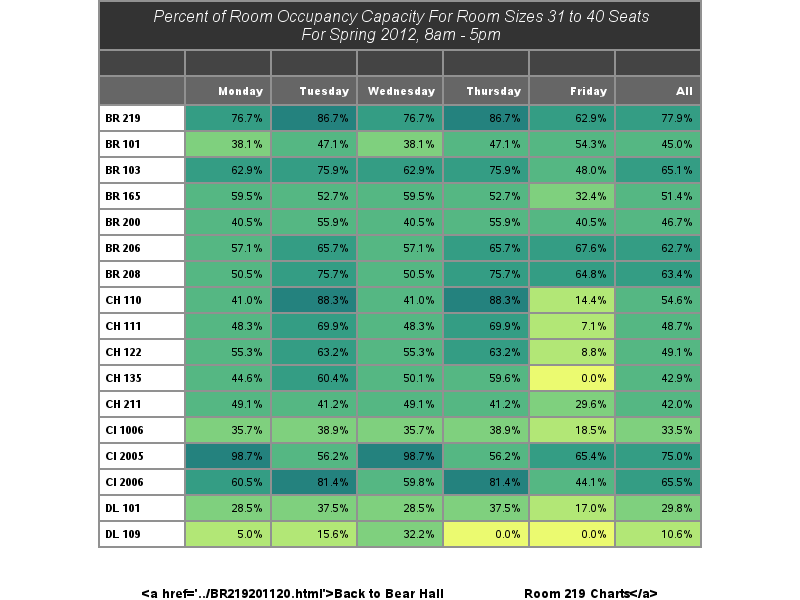 Percent of Room Occupancy Capacity For Room Sizes 31 to 40 Seats
For Spring 2012, 8am - 5pm
Monday Tuesday Wednesday Thursday Friday All
BR 219 76.7% 86.7% 76.7% 86.7% 62.9% 77.9%
BR 101 38.1% 47.1% 38.1% 47.1% 54.3% 45.0%
BR 103 62.9% 75.9% 62.9% 75.9% 48.0% 65.1%
BR 165 59.5% 52.7% 59.5% 52.7% 32.4% 51.4%
BR 200 40.5% 55.9% 40.5% 55.9% 40.5% 46.7%
BR 206 57.1% 65.7% 57.1% 65.7% 67.6% 62.7%
BR 208 50.5% 75.7% 50.5% 75.7% 64.8% 63.4%
CH 110 41.0% 88.3% 41.0% 88.3% 14.4% 54.6%
CH 111 48.3% 69.9% 48.3% 69.9% 7.1% 48.7%
CH 122 55.3% 63.2% 55.3% 63.2% 8.8% 49.1%
CH 135 44.6% 60.4% 50.1% 59.6% 0.0% 42.9%
CH 211 49.1% 41.2% 49.1% 41.2% 29.6% 42.0%
CI 1006 35.7% 38.9% 35.7% 38.9% 18.5% 33.5%
CI 2005 98.7% 56.2% 98.7% 56.2% 65.4% 75.0%
CI 2006 60.5% 81.4% 59.8% 81.4% 44.1% 65.5%
DL 101 28.5% 37.5% 28.5% 37.5% 17.0% 29.8%
DL 109 5.0% 15.6% 32.2% 0.0% 0.0% 10.6%
<a href='../BR219201120.html'>Back to Bear Hall Room 219 Charts</a>